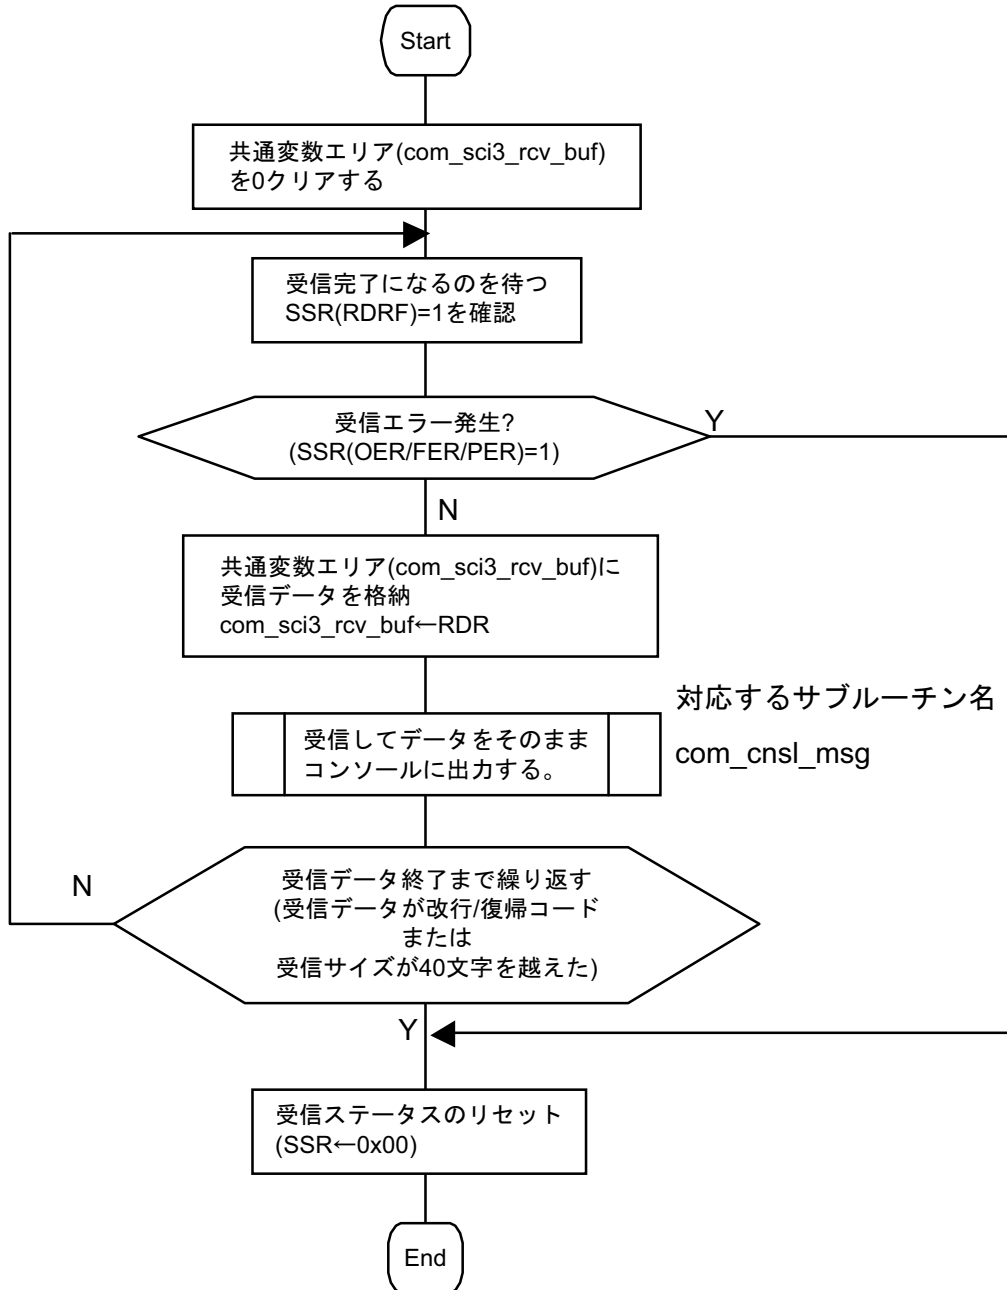 Start
共通変数エリア(com_sci3_rcv_buf)
を0クリアする
受信完了になるのを待つ
SSR(RDRF)=1を確認
受信エラー発生?
(SSR(OER/FER/PER)=1)
Y
N
共通変数エリア(com_sci3_rcv_buf)に
受信データを格納
com_sci3_rcv_buf←RDR
対応するサブルーチン名
受信してデータをそのまま
コンソールに出力する。
com_cnsl_msg
N
受信データ終了まで繰り返す
(受信データが改行/復帰コード
または
受信サイズが40文字を越えた)
Y
受信ステータスのリセット
(SSR←0x00)
End